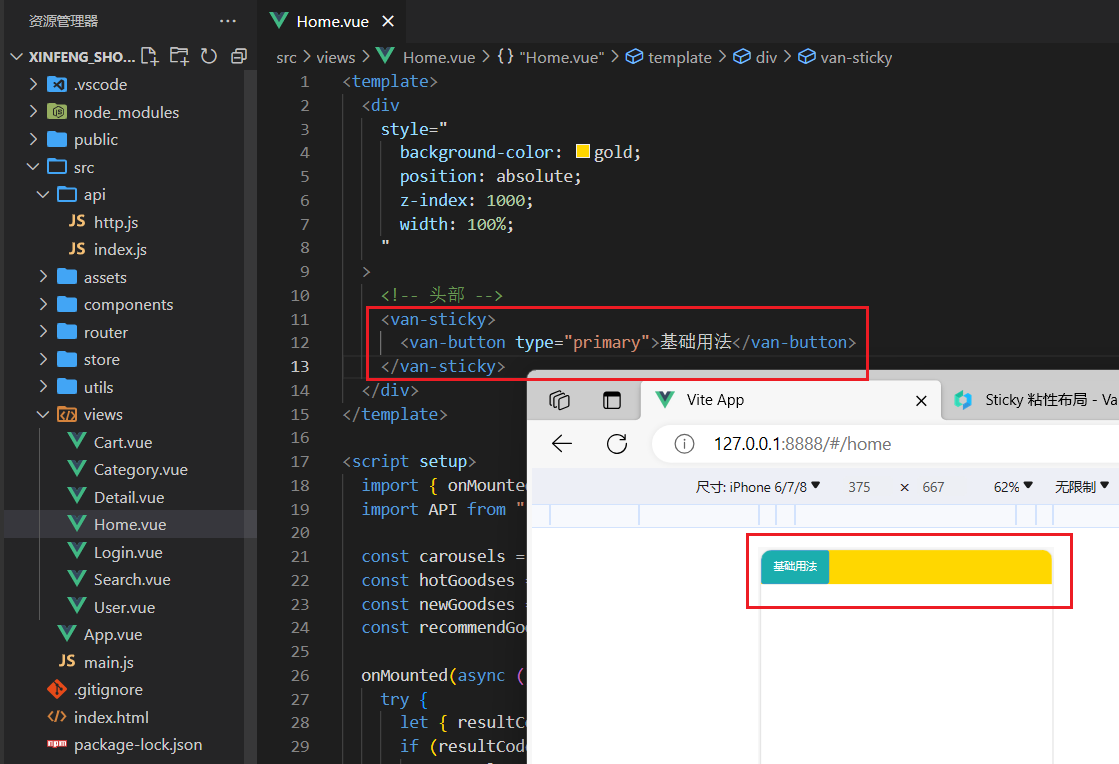 资源管理器
···
XINFENG_SHO...
.vscode
node_modules
public
src
api
JS http.js
JS index.js
assets
components
router
store
utils
views
Cart.vue
Category.vue
Detail.vue
Home.vue
Login.vue
Search.vue
User.vue
App.vue
JS main.js
.gitignore
index.html
npm package-lock.json
Home.vue
src > views > Home.vue > {} "Home.vue" > template > div > van-sticky
1 <template>
2 <div
3 style="
4 background-color: gold;
5 position: absolute;
6 z-index: 1000;
7 width: 100%;
8 "
9 >
10 <!-- 头部 -->
11 <van-sticky>
12 <van-button type="primary">基础用法</van-button>
13 </van-sticky>
14 </div>
15 </template>
16
17 <script setup>
18 import { onMounte
19 import API from "
20
21 const carousels =
22 const hotGoodses
23 const newGoodses
24 const recommendGo
25
26 onMounted(async (
27 try {
28 let { resultC
29 if (resultCod
Vite App
Sticky 粘性布局 - Va
127.0.0.1:8888/#/home
尺寸: iPhone 6/7/8 375 × 667 62% 无限制
基础用法